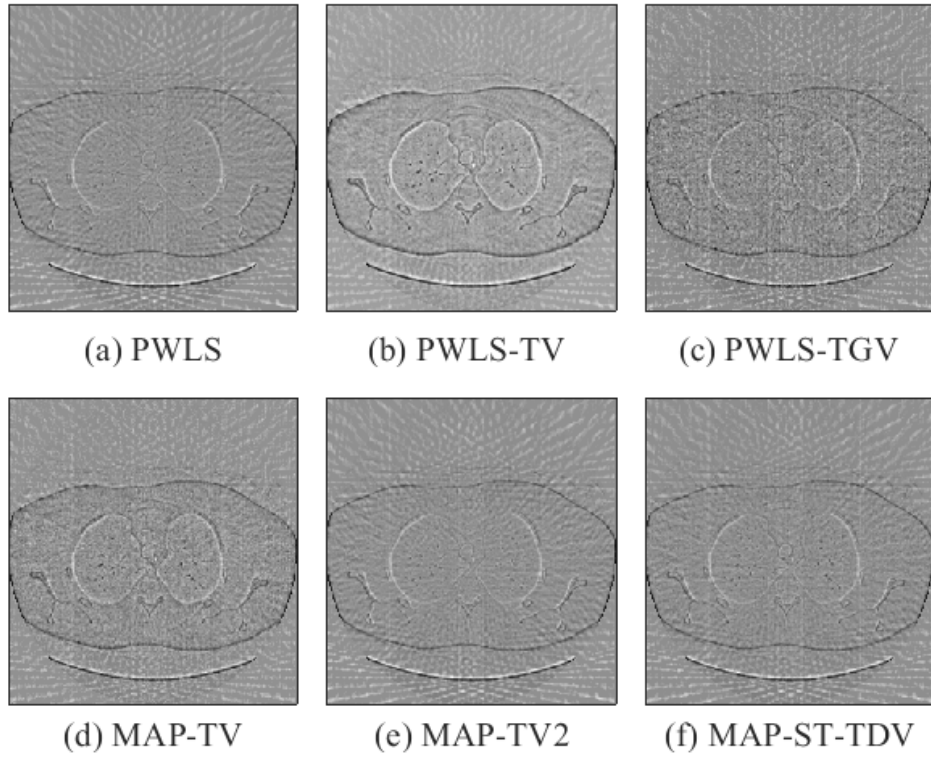 (a) PWLS
(b) PWLS-TV
(c) PWLS-TGV
(d) MAP-TV
(e) MAP-TV2
(f) MAP-ST-TDV